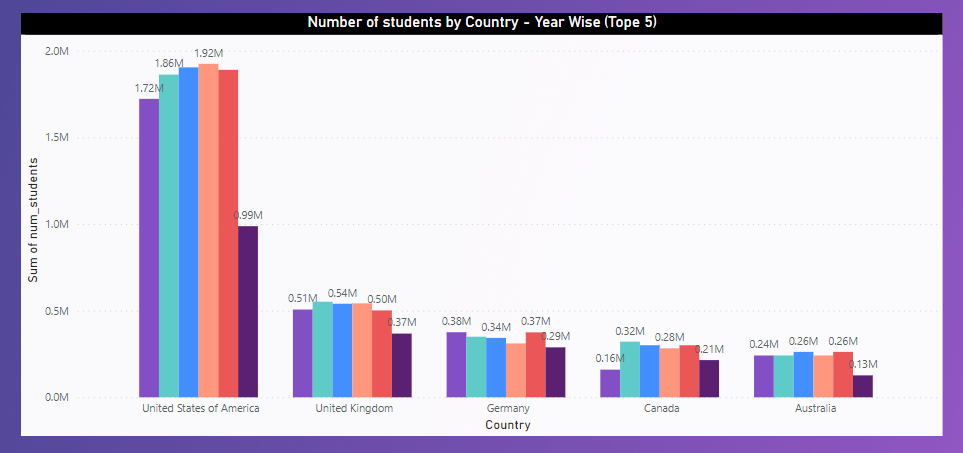 Number of students by Country - Year Wise (Tope 5)
2.0M
1.5M
1.0M
0.5M
0.0M
Sum of num_students
1.72M 1.86M 1.92M 0.99M
0.51M 0.54M 0.50M 0.37M
0.38M 0.34M 0.37M 0.29M
0.16M 0.32M 0.28M 0.21M
0.24M 0.26M 0.26M 0.13M
United States of America United Kingdom Germany Canada Australia
Country